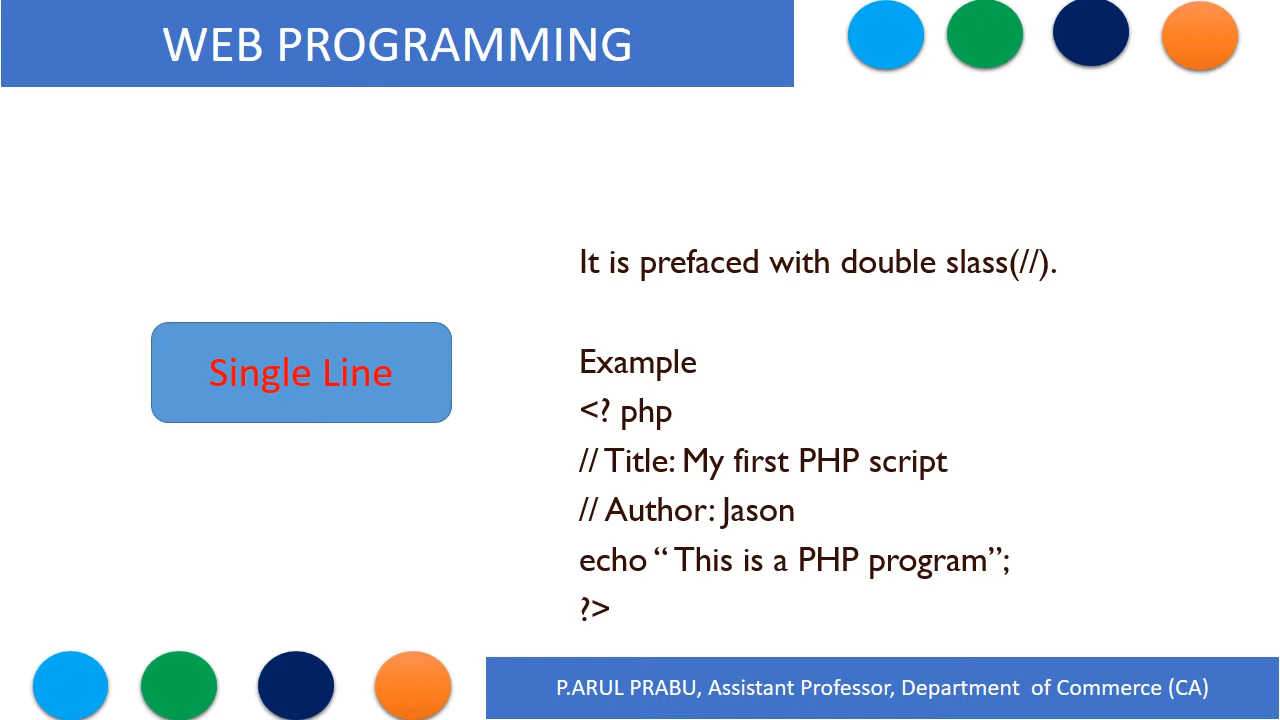 WEB PROGRAMMING
Single Line
It is prefaced with double slass(//).
Example
<? php
// Title: My first PHP script
// Author: Jason
echo “ This is a PHP program”;
?>
P.ARUL PRABU, Assistant Professor, Department of Commerce (CA)